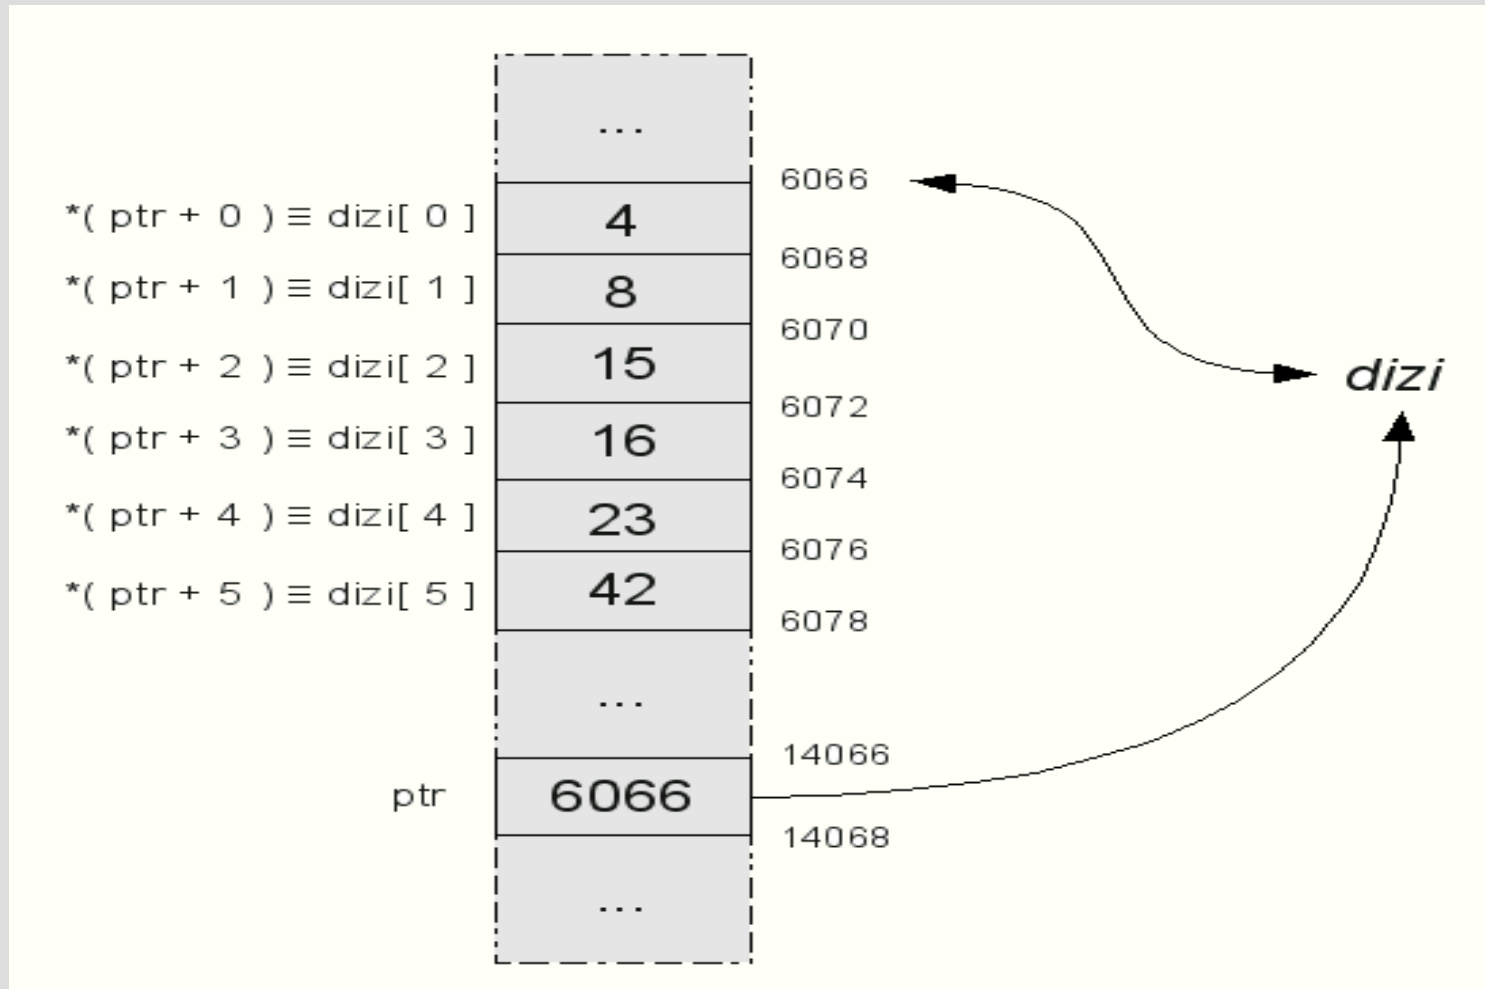 ...
6066
*( ptr + 0 ) ≡ dizi[ 0 ] 4
6068
*( ptr + 1 ) ≡ dizi[ 1 ] 8
6070
*( ptr + 2 ) ≡ dizi[ 2 ] 15
dizi
6072
*( ptr + 3 ) ≡ dizi[ 3 ] 16
6074
*( ptr + 4 ) ≡ dizi[ 4 ] 23
6076
*( ptr + 5 ) ≡ dizi[ 5 ] 42
6078
...
14066
ptr 6066
14068
...